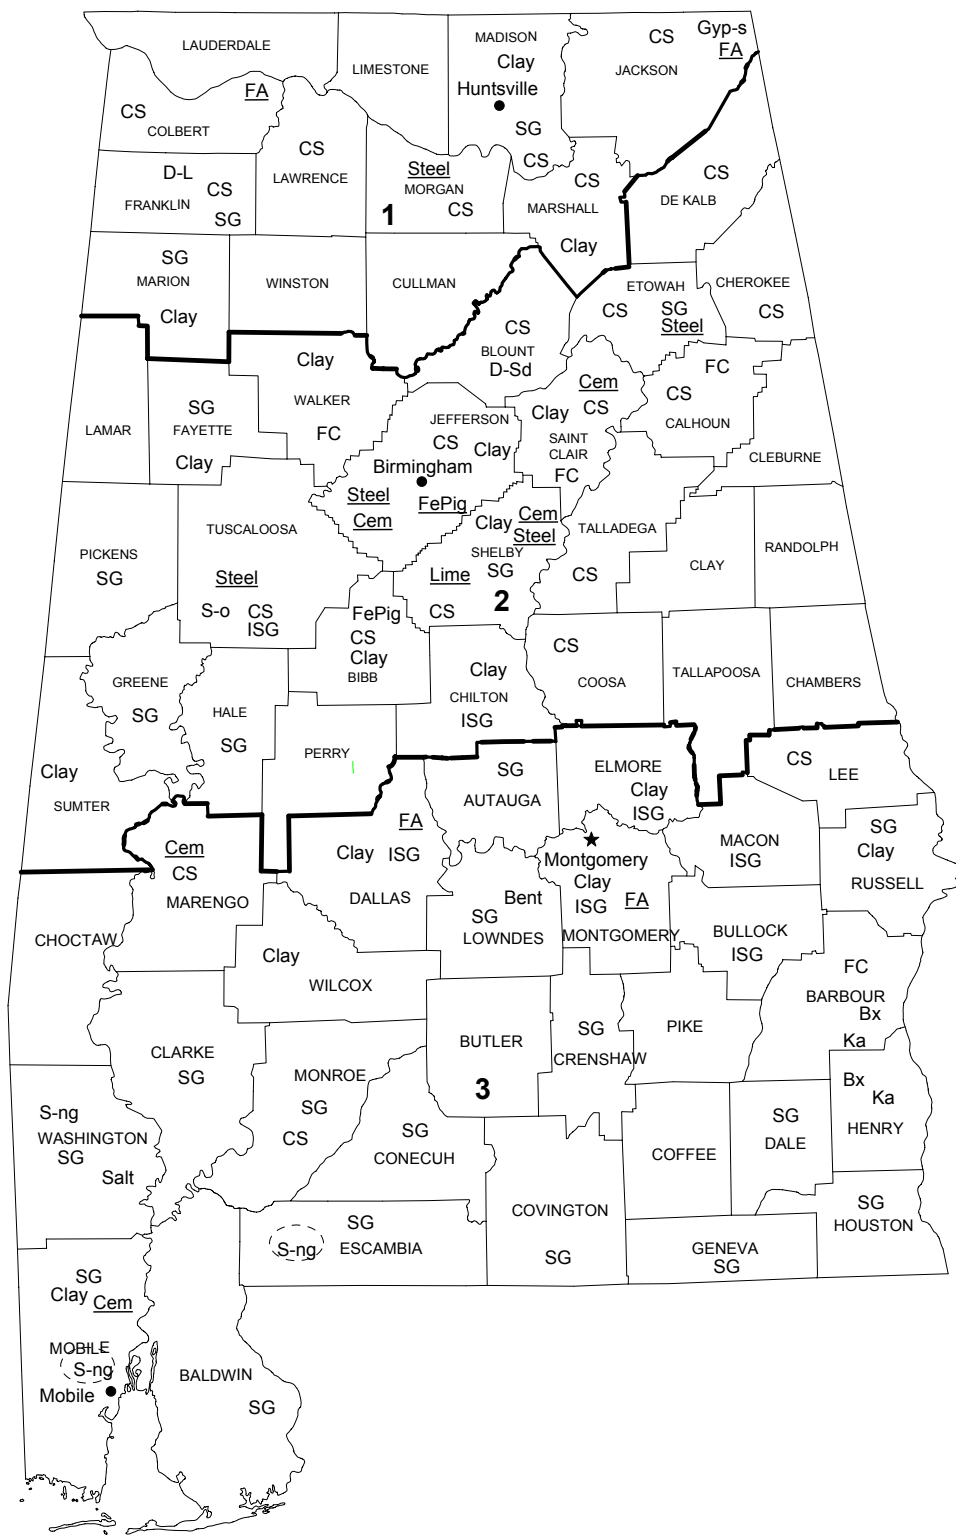 LAUDERDALE
LIMESTONE
MADISON
Clay
Huntsville
SG
CS
CS
Gyp-s
FA
JACKSON
FA
CS
COLBERT
CS
LAWRENCE
Steel
MORGAN
CS
1
CS
MARSHALL
Clay
CS
DE KALB
D-L
CS
FRANKLIN
SG
SG
MARION
Clay
WINSTON
CULLMAN
CS
BLOUNT
D-Sd
ETOWAH
CS
SG
Steel
CHEROKEE
CS
LAMAR
SG
FAYETTE
Clay
Clay
WALKER
FC
JEFFERSON
CS
Clay
Birmingham
Steel
FePig
Cem
Cem
Clay
CS
SAINT
CLAIR
FC
FC
CS
CALHOUN
CLEBURNE
PICKENS
SG
TUSCALOOSA
Steel
S-o
CS
ISG
Clay
Cem
Steel
SHELBY
Lime
SG
CS
2
TALLADEGA
CS
CLAY
RANDOLPH
GREENE
SG
HALE
SG
FePig
CS
Clay
BIBB
Clay
CHILTON
ISG
CS
COOSA
TALLAPOOSA
CHAMBERS
Clay
SUMTER
PERRY
FA
Clay
ISG
DALLAS
SG
AUTAUGA
ELMORE
Clay
ISG
CS
LEE
Cem
CS
MARENGO
Montgomery
Clay
ISG
FA
MONTGOMERY
MACON
ISG
SG
Clay
RUSSELL
CHOCTAW
Clay
WILCOX
Bent
SG
LOWNDES
BULLOCK
ISG
FC
BARBOUR
Bx
Ka
CLARKE
SG
MONROE
SG
CS
BUTLER
3
SG
CRENSHAW
PIKE
Bx
Ka
HENRY
S-ng
WASHINGTON
SG
Salt
SG
CONECUH
COVINGTON
SG
COFFEE
SG
DALE
SG
HOUSTON
SG
S-ng
ESCAMBIA
GENEVA
SG
SG
Clay
Cem
MOBILE
S-ng
Mobile
BALDWIN
SG